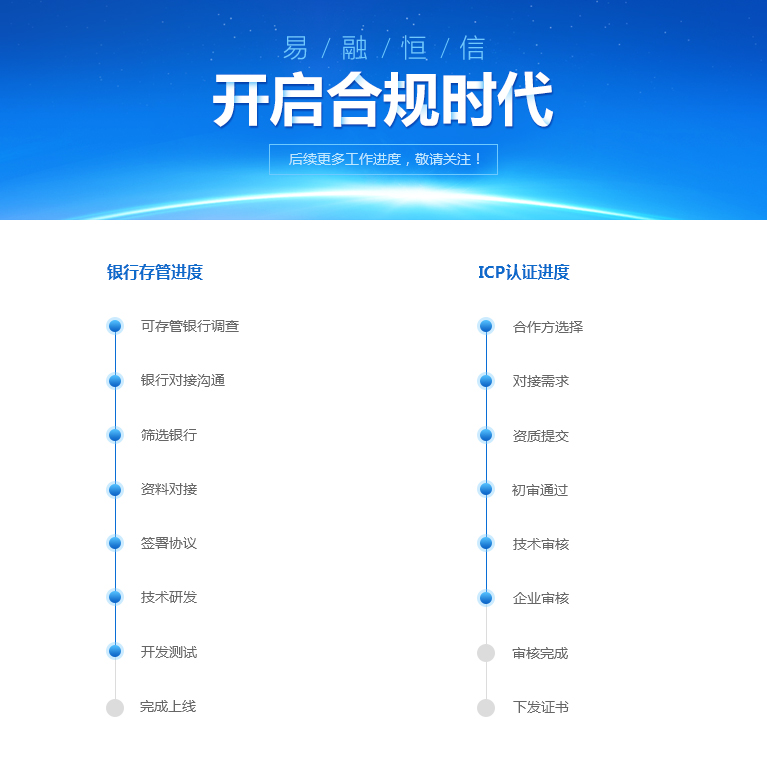 易/融/恒/信
开启合规时代
后续更多工作进度，敬请关注！
银行存管进度
可存管银行调查
银行对接沟通
筛选银行
资料对接
签署协议
技术研发
开发测试
完成上线
ICP认证进度
合作方选择
对接需求
资质提交
初审通过
技术审核
企业审核
审核完成
下发证书